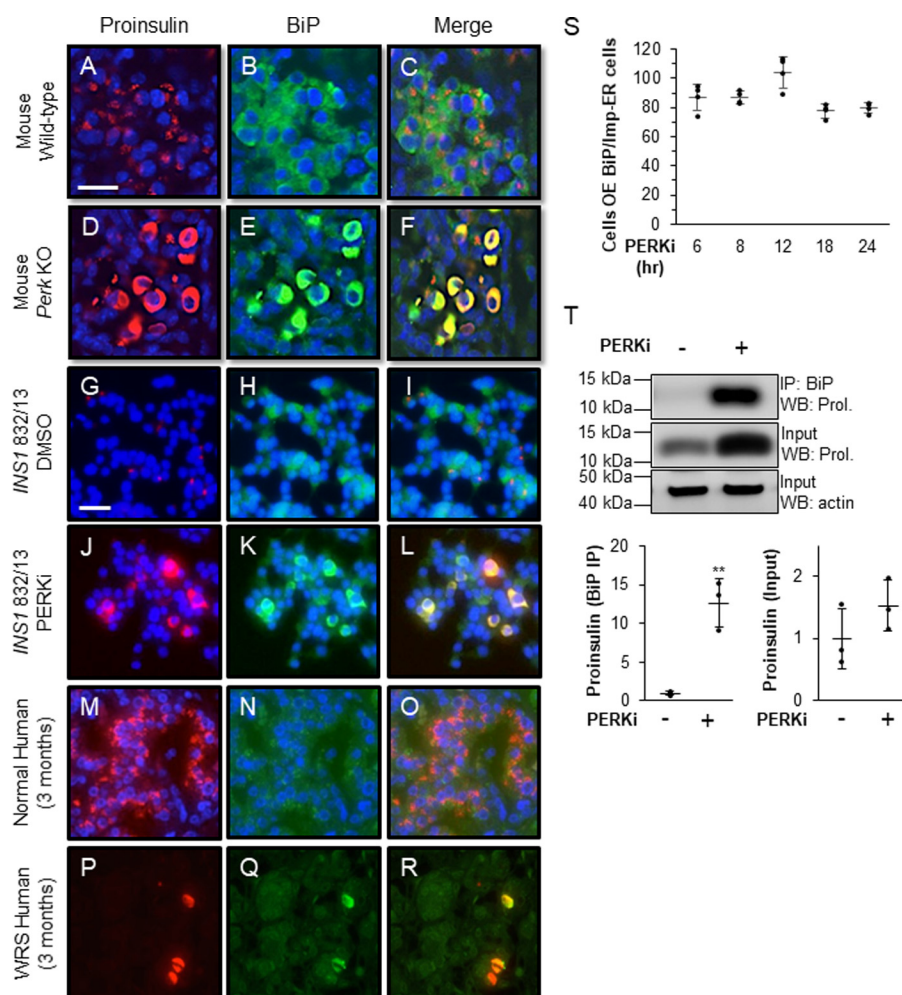 Proinsulin BiP Merge
Mouse
Wild-type
A B C
Mouse
Perk KO
D E F
INS1 832/13
DMSO
G H I
INS1 832/13
PERKi
J K L
Normal Human
(3 months)
M N O
WRS Human
(3 months)
P Q R
S
Cells OE BiP/Imp-ER cells
120
100
80
60
40
20
0
PERKi
(hr)
6 8 12 18 24
T
PERKi - +
15 kDa
10 kDa
IP: BiP
WB: ProI.
15 kDa
10 kDa
Input
WB: ProI.
50 kDa
40 kDa
Input
WB: actin
Proinsulin (BiP IP)
20
15
10
5
0
**
PERKi - +
Proinsulin (Input)
2
1
0
PERKi - +